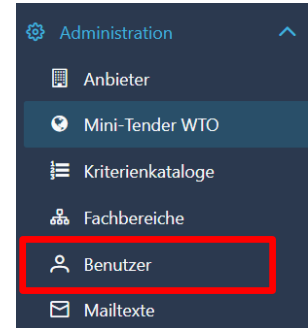 Administration
Anbieter
Mini-Tender WTO
Kriterienkataloge
Fachbereiche
Benutzer
Mailtexte